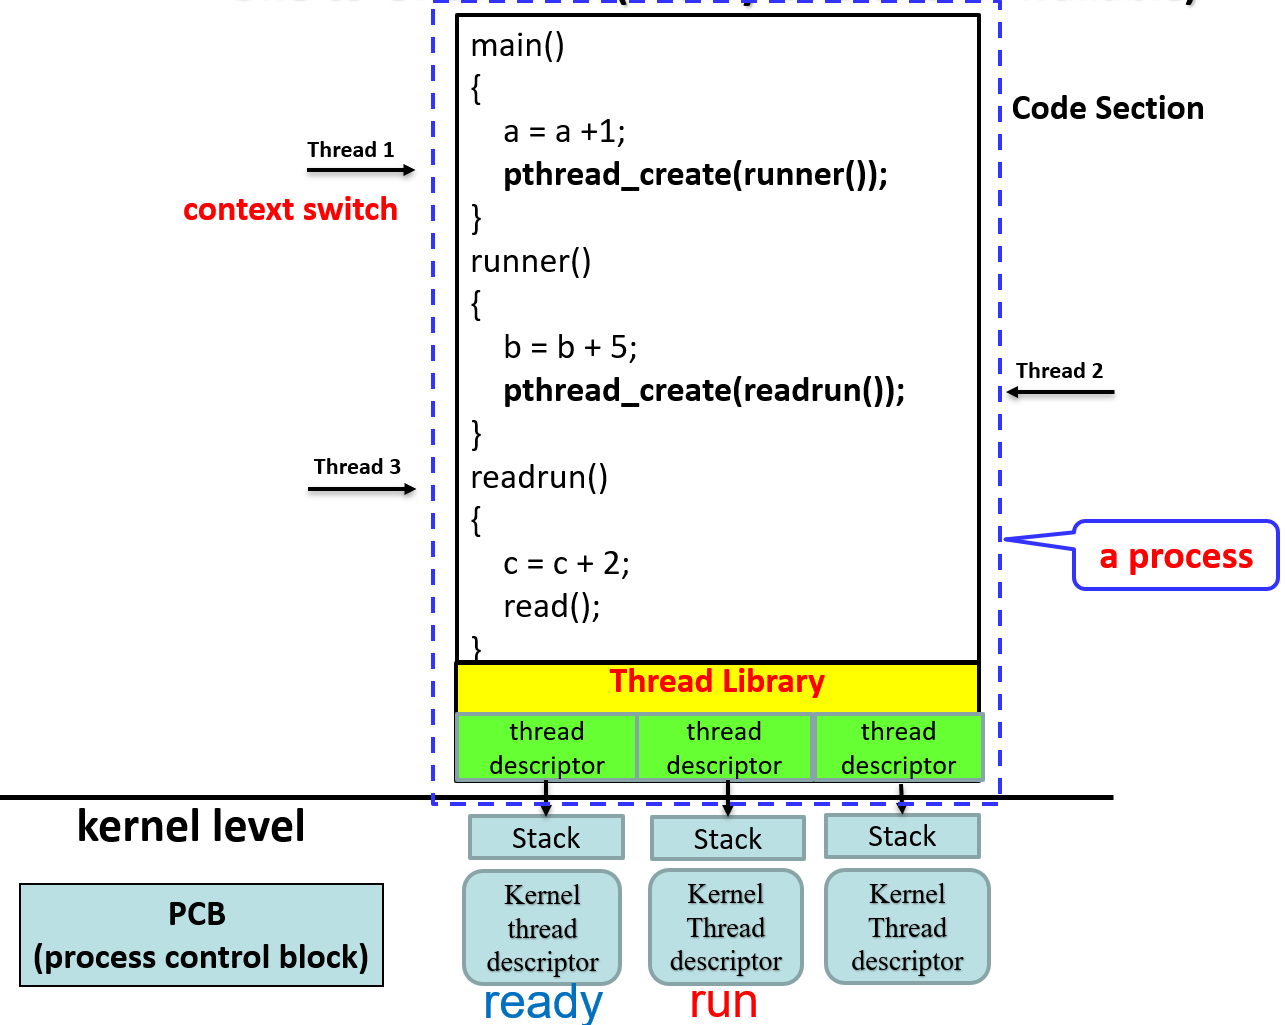 main()
{
a = a +1;
pthread_create(runner());
}
runner()
{
b = b + 5;
pthread_create(readrun());
}
readrun()
{
c = c + 2;
read();
}
Code Section
Thread 1
context switch
Thread 2
Thread 3
a process
Thread Library
thread
descriptor
thread
descriptor
thread
descriptor
kernel level
Stack
Stack
Stack
PCB
(process control block)
Kernel
thread
descriptor
Kernel
Thread
descriptor
Kernel
Thread
descriptor
ready
run